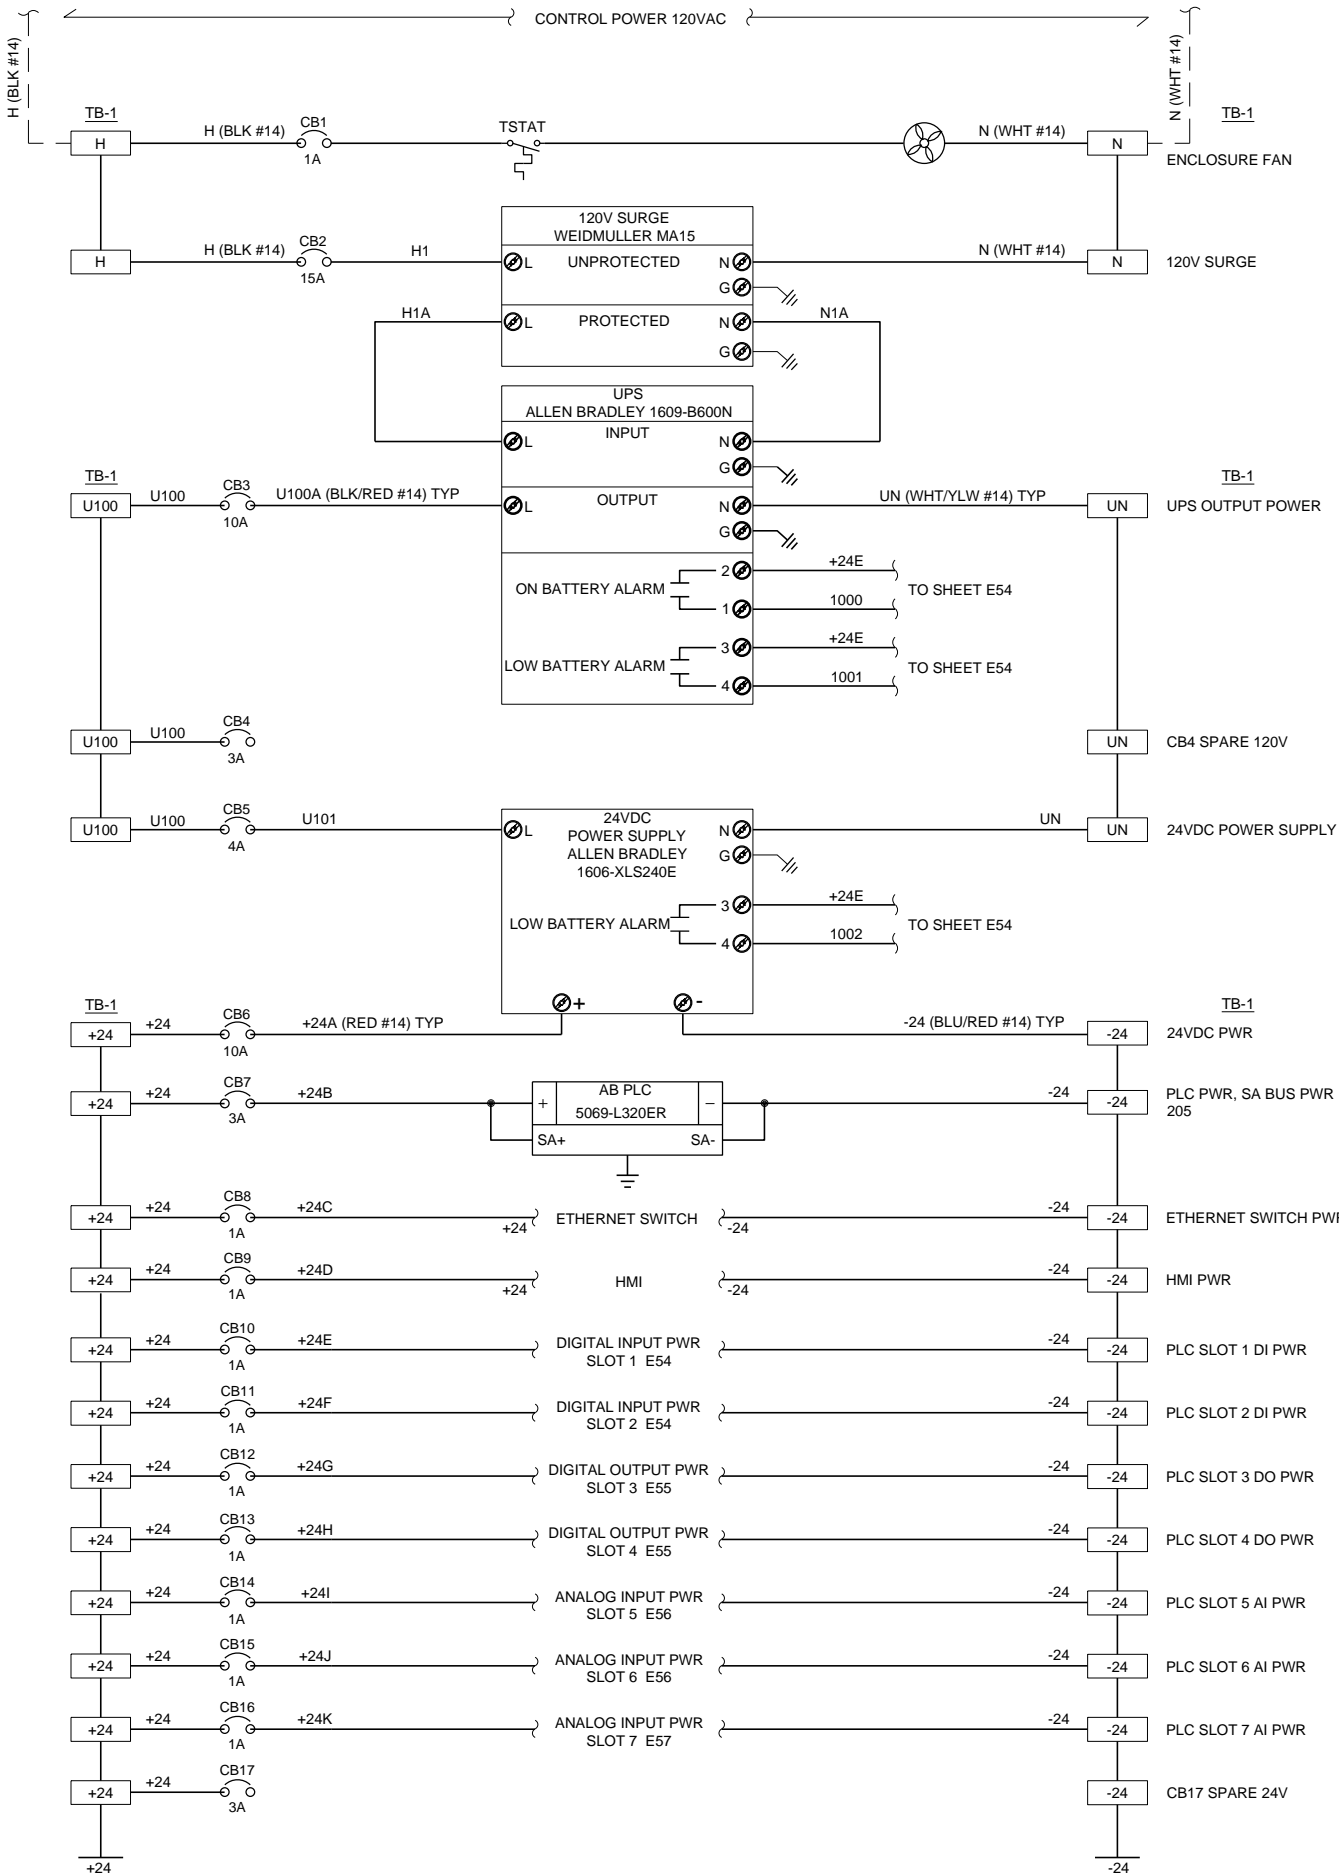 CONTROL POWER 120VAC
H (BLK #14)
N (WHT #14)
TB-1
TB-1
H
H (BLK #14)
CB1
1A
TSTAT
N (WHT #14)
N
ENCLOSURE FAN
120V SURGE
WEIDMULLER MA15
H
H (BLK #14)
CB2
15A
H1
L
UNPROTECTED
N
N (WHT #14)
N
120V SURGE
G
H1A
L
PROTECTED
N
N1A
G
UPS
ALLEN BRADLEY 1609-B600N
INPUT
L
N
G
TB-1
TB-1
U100
U100
CB3
10A
U100A (BLK/RED #14) TYP
L
OUTPUT
N
UN (WHT/YLW #14) TYP
UN
UPS OUTPUT POWER
G
ON BATTERY ALARM
2
+24E
TO SHEET E54
1
1000
LOW BATTERY ALARM
3
+24E
TO SHEET E54
4
1001
U100
U100
CB4
3A
UN
CB4 SPARE 120V
U100
U100
CB5
4A
U101
L
24VDC
POWER SUPPLY
ALLEN BRADLEY
1606-XLS240E
N
UN
UN
24VDC POWER SUPPLY
G
LOW BATTERY ALARM
3
+24E
TO SHEET E54
4
1002
+
-
TB-1
TB-1
+24
+24
CB6
10A
+24A (RED #14) TYP
-24 (BLU/RED #14) TYP
-24
24VDC PWR
+24
+24
CB7
3A
+24B
+
AB PLC
5069-L320ER
−
SA+
SA-
-24
-24
PLC PWR, SA BUS PWR
205
+24
+24
CB8
1A
+24C
+24
ETHERNET SWITCH
-24
-24
-24
ETHERNET SWITCH
+24
+24
CB9
1A
+24D
+24
HMI
-24
-24
-24
HMI PWR
+24
+24
CB10
1A
+24E
DIGITAL INPUT PWR
SLOT 1 E54
-24
-24
PLC SLOT 1 DI PWR
+24
+24
CB11
1A
+24F
DIGITAL INPUT PWR
SLOT 2 E54
-24
-24
PLC SLOT 2 DI PWR
+24
+24
CB12
1A
+24G
DIGITAL OUTPUT PWR
SLOT 3 E55
-24
-24
PLC SLOT 3 DO PWR
+24
+24
CB13
1A
+24H
DIGITAL OUTPUT PWR
SLOT 4 E55
-24
-24
PLC SLOT 4 DO PWR
+24
+24
CB14
1A
+24I
ANALOG INPUT PWR
SLOT 5 E56
-24
-24
PLC SLOT 5 AI PWR
+24
+24
CB15
1A
+24J
ANALOG INPUT PWR
SLOT 6 E56
-24
-24
PLC SLOT 6 AI PWR
+24
+24
CB16
1A
+24K
ANALOG INPUT PWR
SLOT 7 E57
-24
-24
PLC SLOT 7 AI PWR
+24
+24
CB17
3A
-24
CB17 SPARE 24V
+24
-24